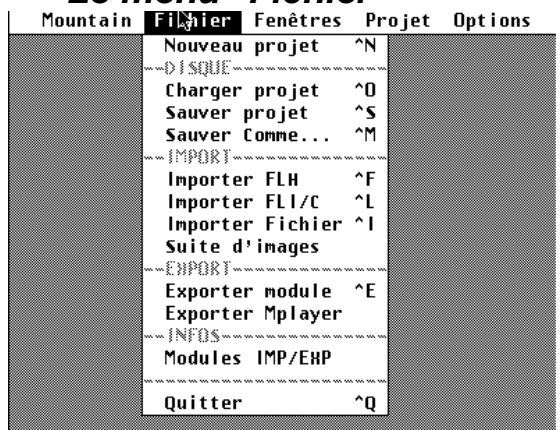 Le menu "Fichier"
Mountain Fichier Fenêtres Projet Options
Nouveau projet ^N
DISQUE
Charger projet ^O
Sauver projet ^S
Sauver Comme... ^M
IMPORT
Importer FLH ^F
Importer FLI/C ^L
Importer Fichier ^I
Suite d'images
EXPORT
Exporter module ^E
Exporter Mplayer
INFOS
Modules IMP/EXP
Quitter ^Q